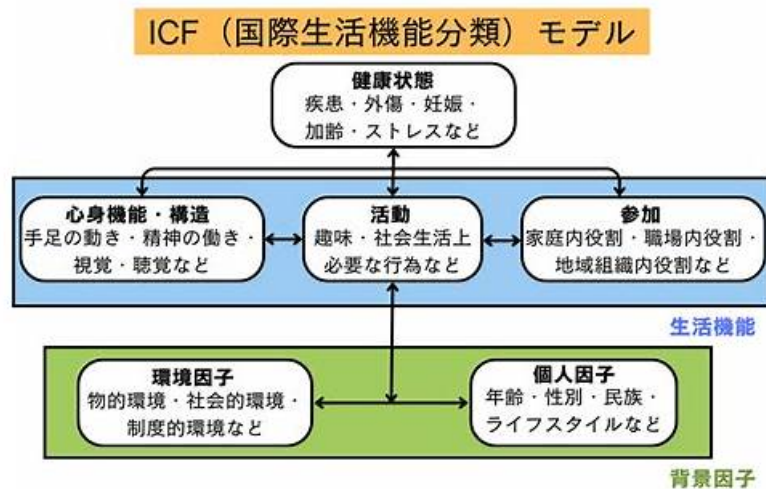 ICF（国際生活機能分類）モデル
健康状態
疾患・外傷・妊娠・
加齢・ストレスなど
心身機能・構造
手足の動き・精神の働き・
視覚・聴覚など
活動
趣味・社会生活上
必要な行為など
参加
家庭内役割・職場内役割・
地域組織内役割など
生活機能
環境因子
物的環境・社会的環境・
制度的環境など
個人因子
年齢・性別・民族・
ライフスタイルなど
背景因子